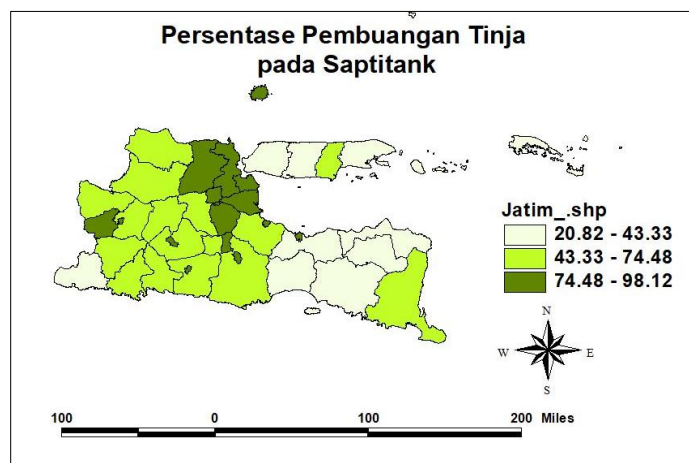 Persentase Pembuangan Tinja
pada Saptitank
Jatim_.shp
20.82 - 43.33
43.33 - 74.48
74.48 - 98.12
N
W E
S
100 0 100 200 Miles